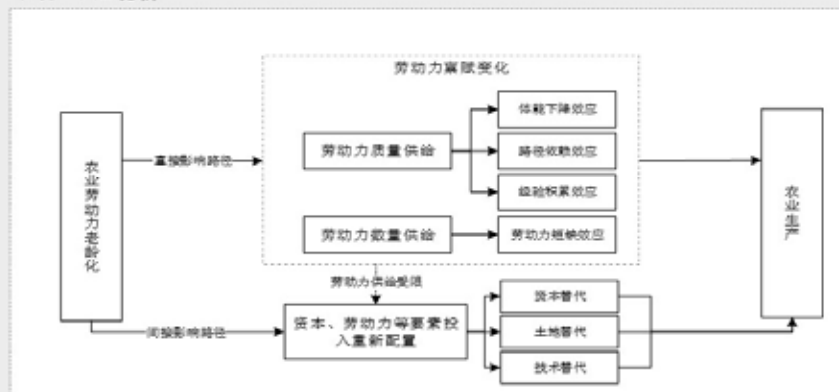 劳动力禀赋变化
体能下降效应
劳动力质量供给
路径依赖效应
经验积累效应
劳动力数量供给
劳动力短缺效应
农业劳动力老龄化
直接影响路径
农业生产
劳动力供给受限
间接影响路径
资本、劳动力等要素投
入重新配置
资本替代
土地替代
技术替代